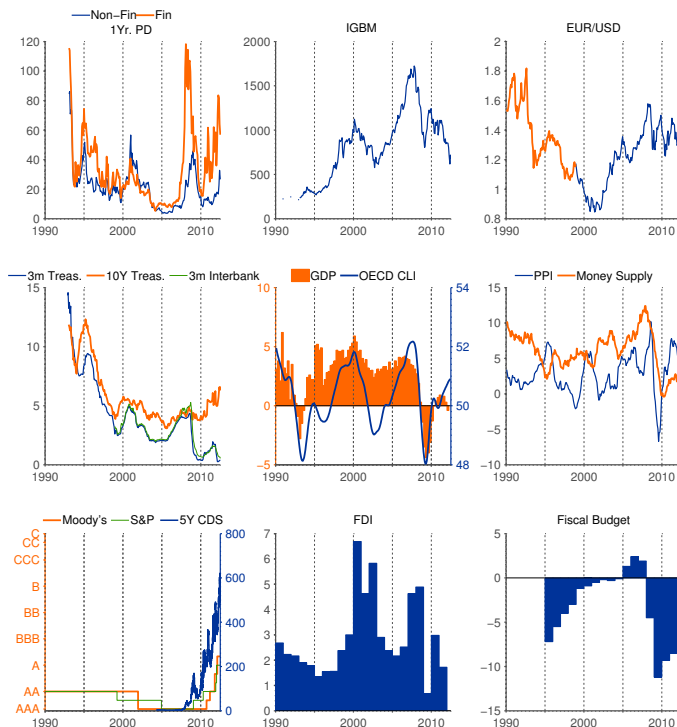 Non-Fin Fin
1Yr. PD IGBM EUR/USD
120 2000 2
100 1.8
80 1500 1.6
60 1000 1.4
40 1.2
20 500 1
0 0 0.8
1990 2000 2010 1990 2000 2010 1990 2000 2010
3m Treas. 10Y Treas. 3m Interbank GDP OECD CLI PPI Money Supply
15 10 54 15
10
10 5 52 5
5 0 50 0
-5
0 -5 48 -10
1990 2000 2010 1990 2000 2010 1990 2000 2010
Moody's S&P 5Y CDS FDI Fiscal Budget
C 800 7 5
CC
CCC 6
B 600 5 0
BB 400 4
BBB 3 -5
A 200 2 -10
AA 1
AAA 0 0 -15
1990 2000 2010 1990 2000 2010 1990 2000 2010